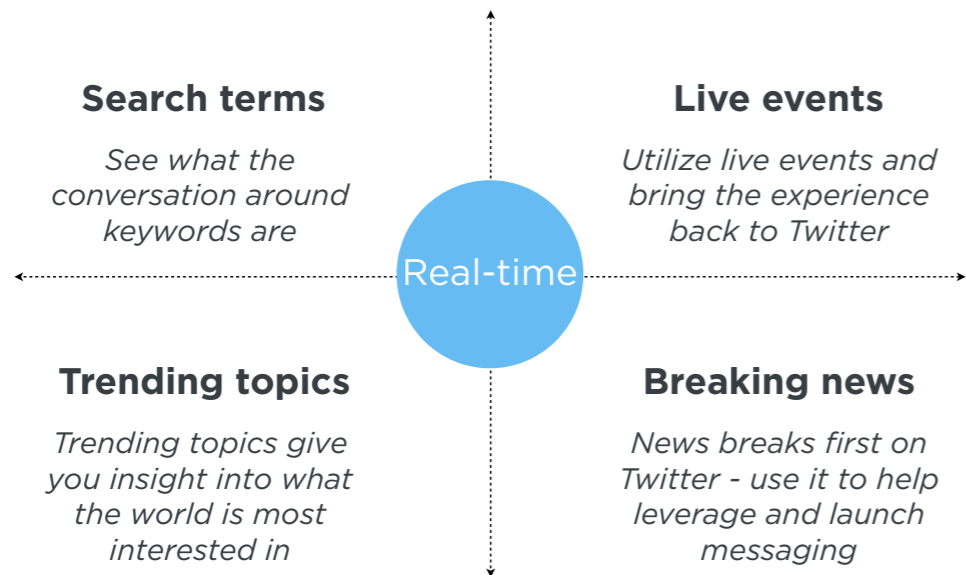 Search terms
See what the
conversation around
keywords are
Live events
Utilize live events and
bring the experience
back to Twitter
Real-time
Trending topics
Trending topics give
you insight into what
the world is most
interested in
Breaking news
News breaks first on
Twitter - use it to help
leverage and launch
messaging